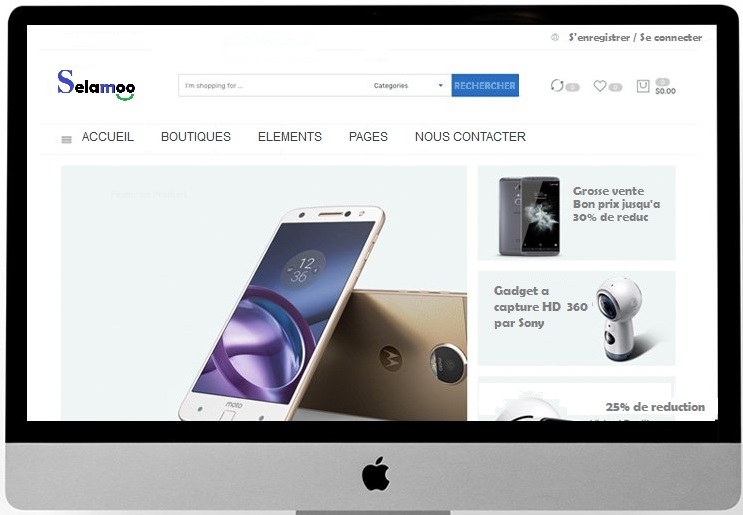 S'enregistrer / Se connecter
Selamoo
I'm shopping for ...
Categories
RECHERCHER
0
0
0
$0.00
ACCUEIL
BOUTIQUES
ELEMENTS
PAGES
NOUS CONTACTER
12
36
moto
Grosse vente
Bon prix jusqu'a
30% de reduc
Gadget a
capture HD 360
par Sony
25% de reduction